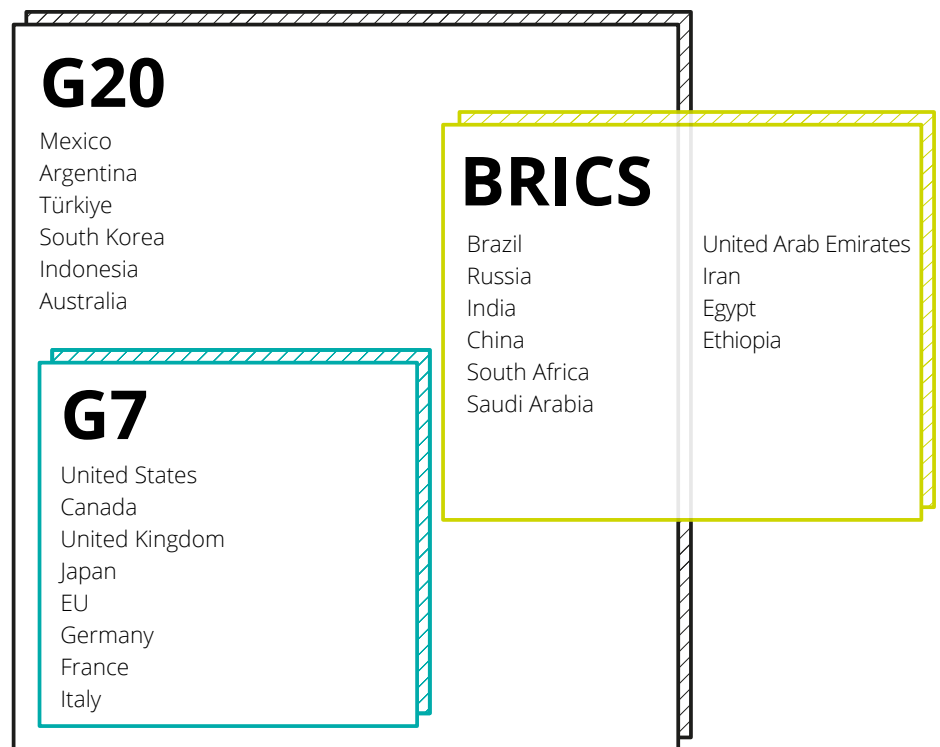 G20
Mexico
Argentina
Türkiye
South Korea
Indonesia
Australia
BRICS
Brazil
Russia
India
China
South Africa
Saudi Arabia
United Arab Emirates
Iran
Egypt
Ethiopia
G7
United States
Canada
United Kingdom
Japan
EU
Germany
France
Italy